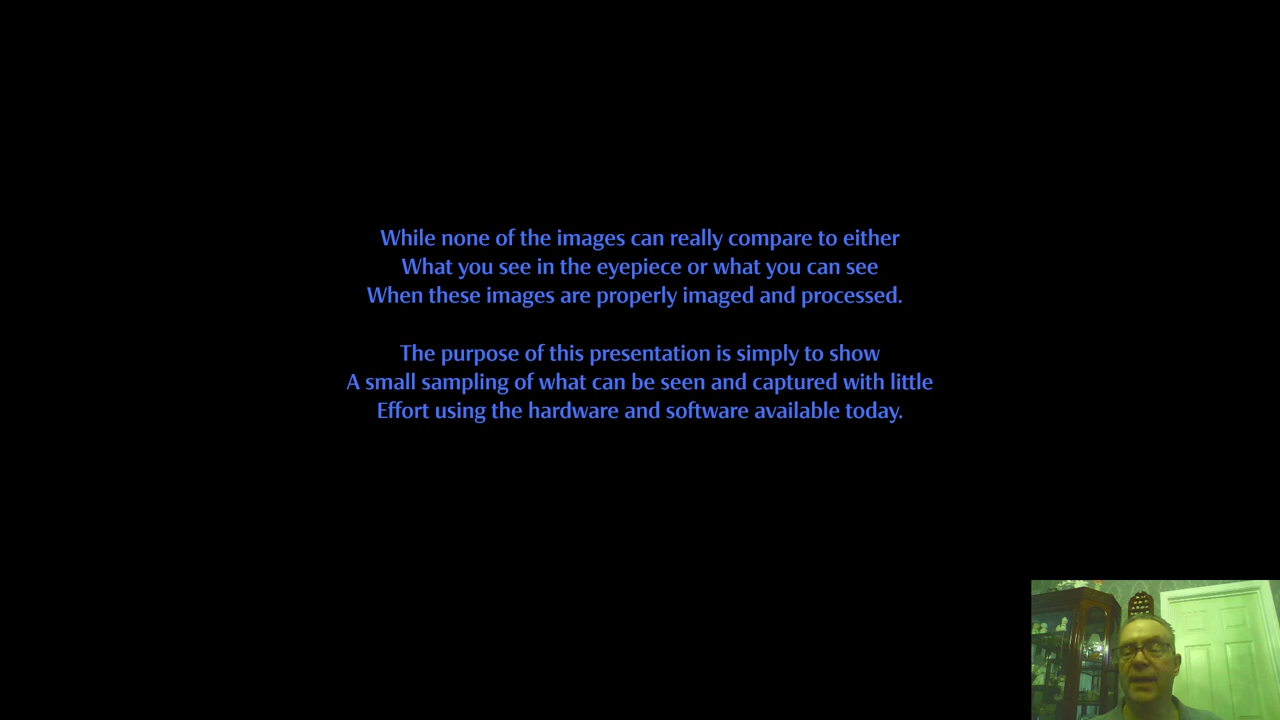 While none of the images can really compare to either
What you see in the eyepiece or what you can see
When these images are properly imaged and processed.
The purpose of this presentation is simply to show
A small sampling of what can be seen and captured with little
Effort using the hardware and software available today.